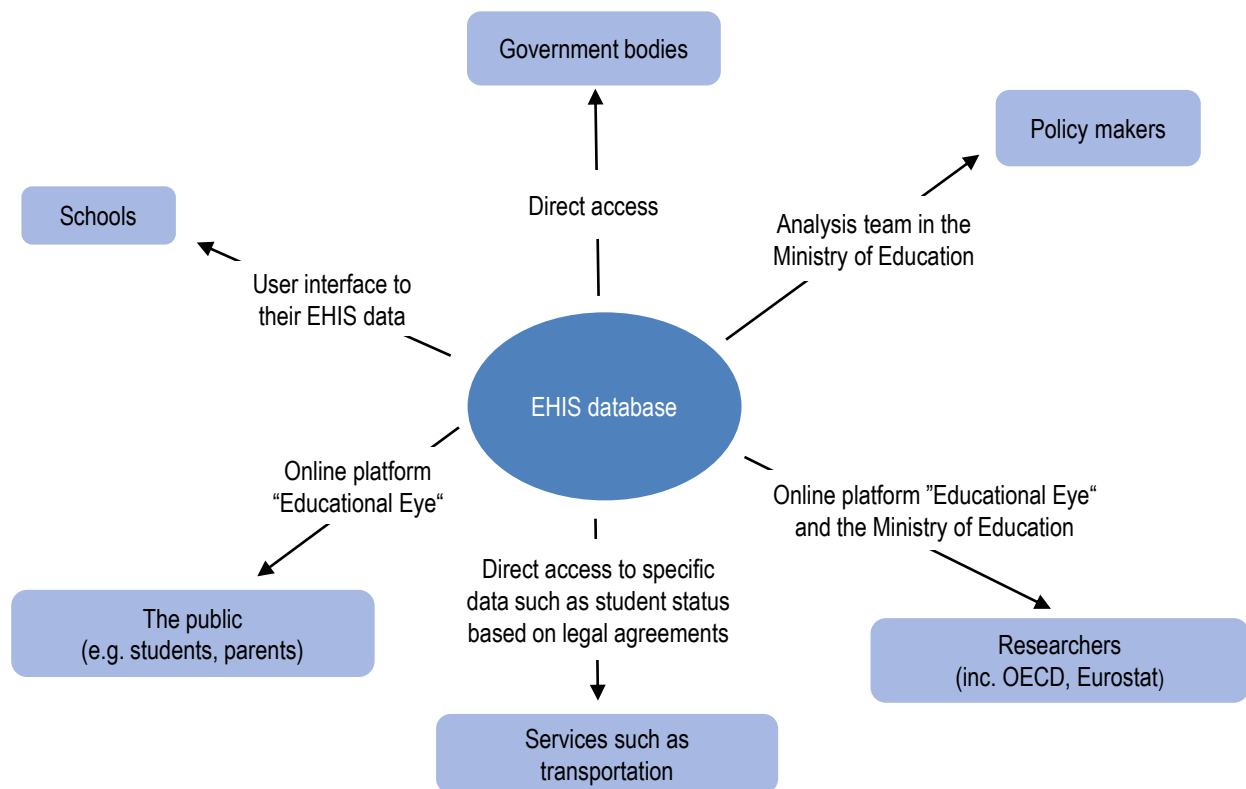 Government bodies
Policy makers
Schools
Direct access
Analysis team in the
Ministry of Education
User interface to
their EHIS data
EHIS database
Online platform
“Educational Eye“
Online platform ”Educational Eye“
and the Ministry of Education
Direct access to specific
data such as student status
based on legal agreements
The public
(e.g. students, parents)
Researchers
(inc. OECD, Eurostat)
Services such as
transportation